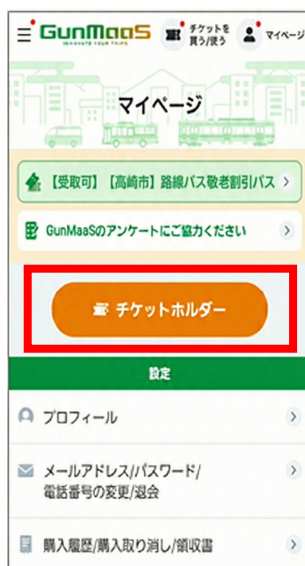 GunMaaS
INNOVATE YOUR TRIPS
チケットを
買う/使う
マイページ
マイページ
【受取可】【高崎市】路線バス敬老割引パス
GunMaaSのアンケートにご協力ください
チケットホルダー
設定
プロフィール
メールアドレス/パスワード/
電話番号の変更/退会
購入履歴/購入取り消し/領収書